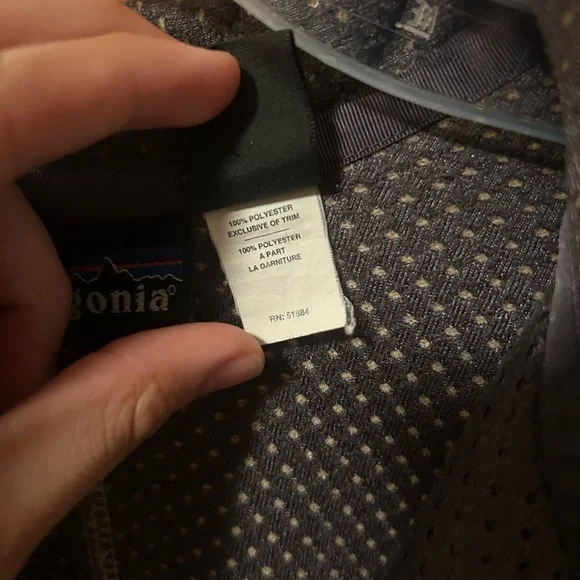 100% POLYESTER
EXCLUSIVE OF TRIM
100% POLYESTER
A PART
LA GARNITURE
RN: 51884
gonia®